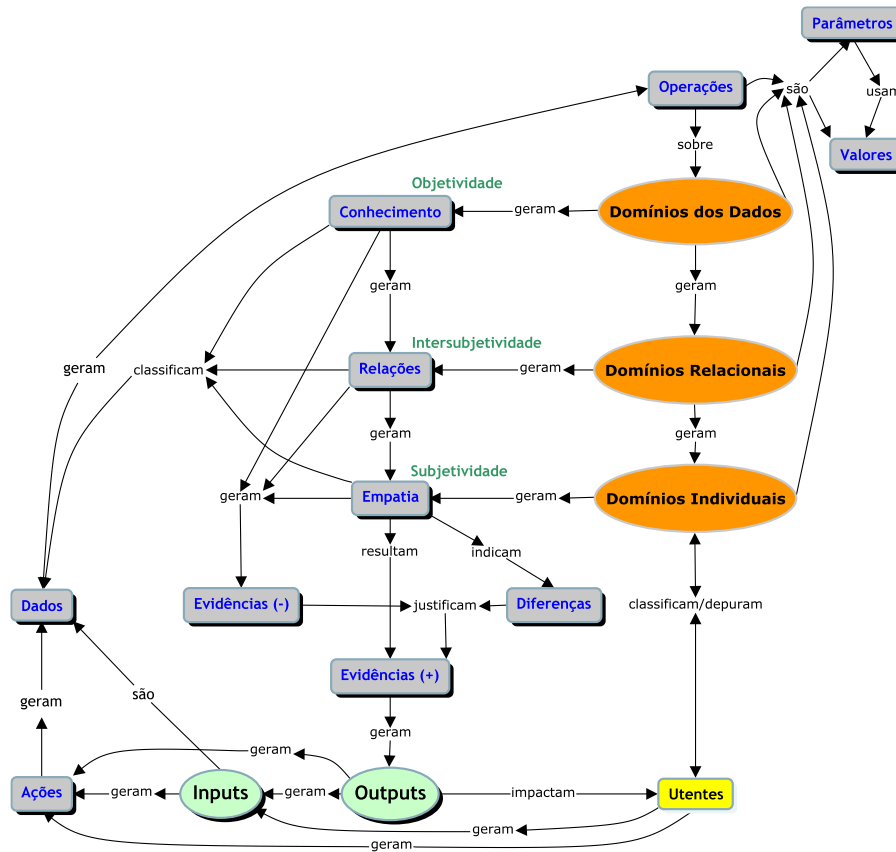 Parâmetros
Operações
são
usam
sobre
Valores
Objetividade
Conhecimento
geram
Domínios dos Dados
geram
geram
Intersubjetividade
geram
classificam
Relações
geram
Domínios Relacionais
geram
geram
Subjetividade
geram
Empatia
geram
Domínios Individuais
resultam
indicam
Dados
Evidências (-)
justificam
Diferenças
classificam/depuram
Evidências (+)
geram
são
geram
geram
Ações
geram
Inputs
geram
Outputs
impactam
Utentes
geram
geram